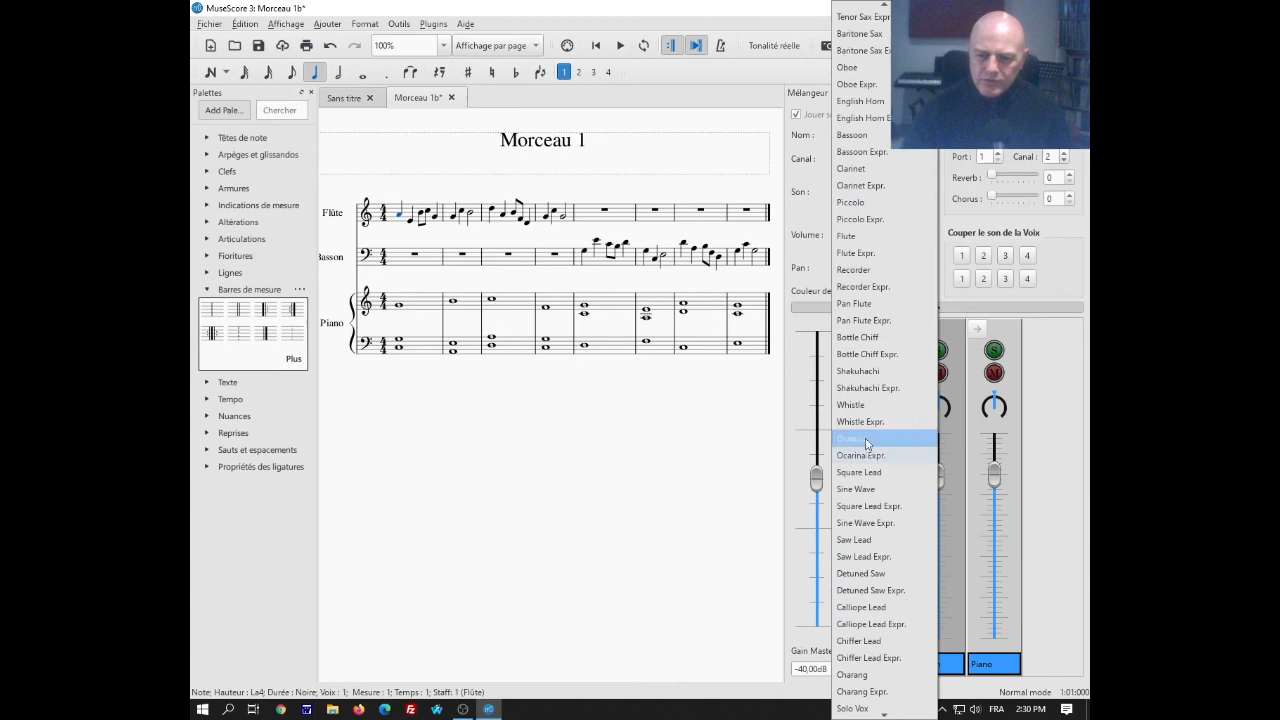 MuseScore 3: Morceau 1b*
Fichier Édition Affichage Ajouter Format Outils Plugins Aide
100% Affichage par page Tonalité réelle
1 2 3 4
Palettes
Add Pale... Chercher
Têtes de note
Arpèges et glissandos
Clefs
Armures
Indications de mesure
Altérations
Articulations
Fioritures
Lignes
Barres de mesure
Plus
Texte
Tempo
Nuances
Reprises
Sauts et espacements
Propriétés des ligatures
Sans titre Morceau 1b*
Morceau 1
Flûte
Basson
Piano
Mélangeur
Jouer s
Nom :
Canal :
Son :
Volume :
Pan :
Couleur de
Gain Master
-40,00dB
Tenor Sax Expr
Baritone Sax
Baritone Sax Ex
Oboe
Oboe Expr.
English Horn
English Horn E
Bassoon
Bassoon Expr.
Clarinet
Clarinet Expr.
Piccolo
Piccolo Expr.
Flute
Flute Expr.
Recorder
Recorder Expr.
Pan Flute
Pan Flute Expr.
Bottle Chiff
Bottle Chiff Expr.
Shakuhachi
Shakuhachi Expr.
Whistle
Whistle Expr.
Ocarina Expr.
Square Lead
Sine Wave
Square Lead Expr.
Sine Wave Expr.
Saw Lead
Saw Lead Expr.
Detuned Saw
Detuned Saw Expr.
Calliope Lead
Calliope Lead Expr.
Chiffer Lead
Chiffer Lead Expr.
Charang
Charang Expr.
Solo Vox
Port : 1 Canal : 2
Reverb : 0
Chorus : 0
Couper le son de la Voix
1 2 3 4
1 2 3 4
S
M
Piano
Note; Hauteur : La4; Durée : Noire; Voix : 1; Mesure : 1; Temps : 1; Staff: 1 (Flûte)
Normal mode 1:01:000
FRA 2:30 PM